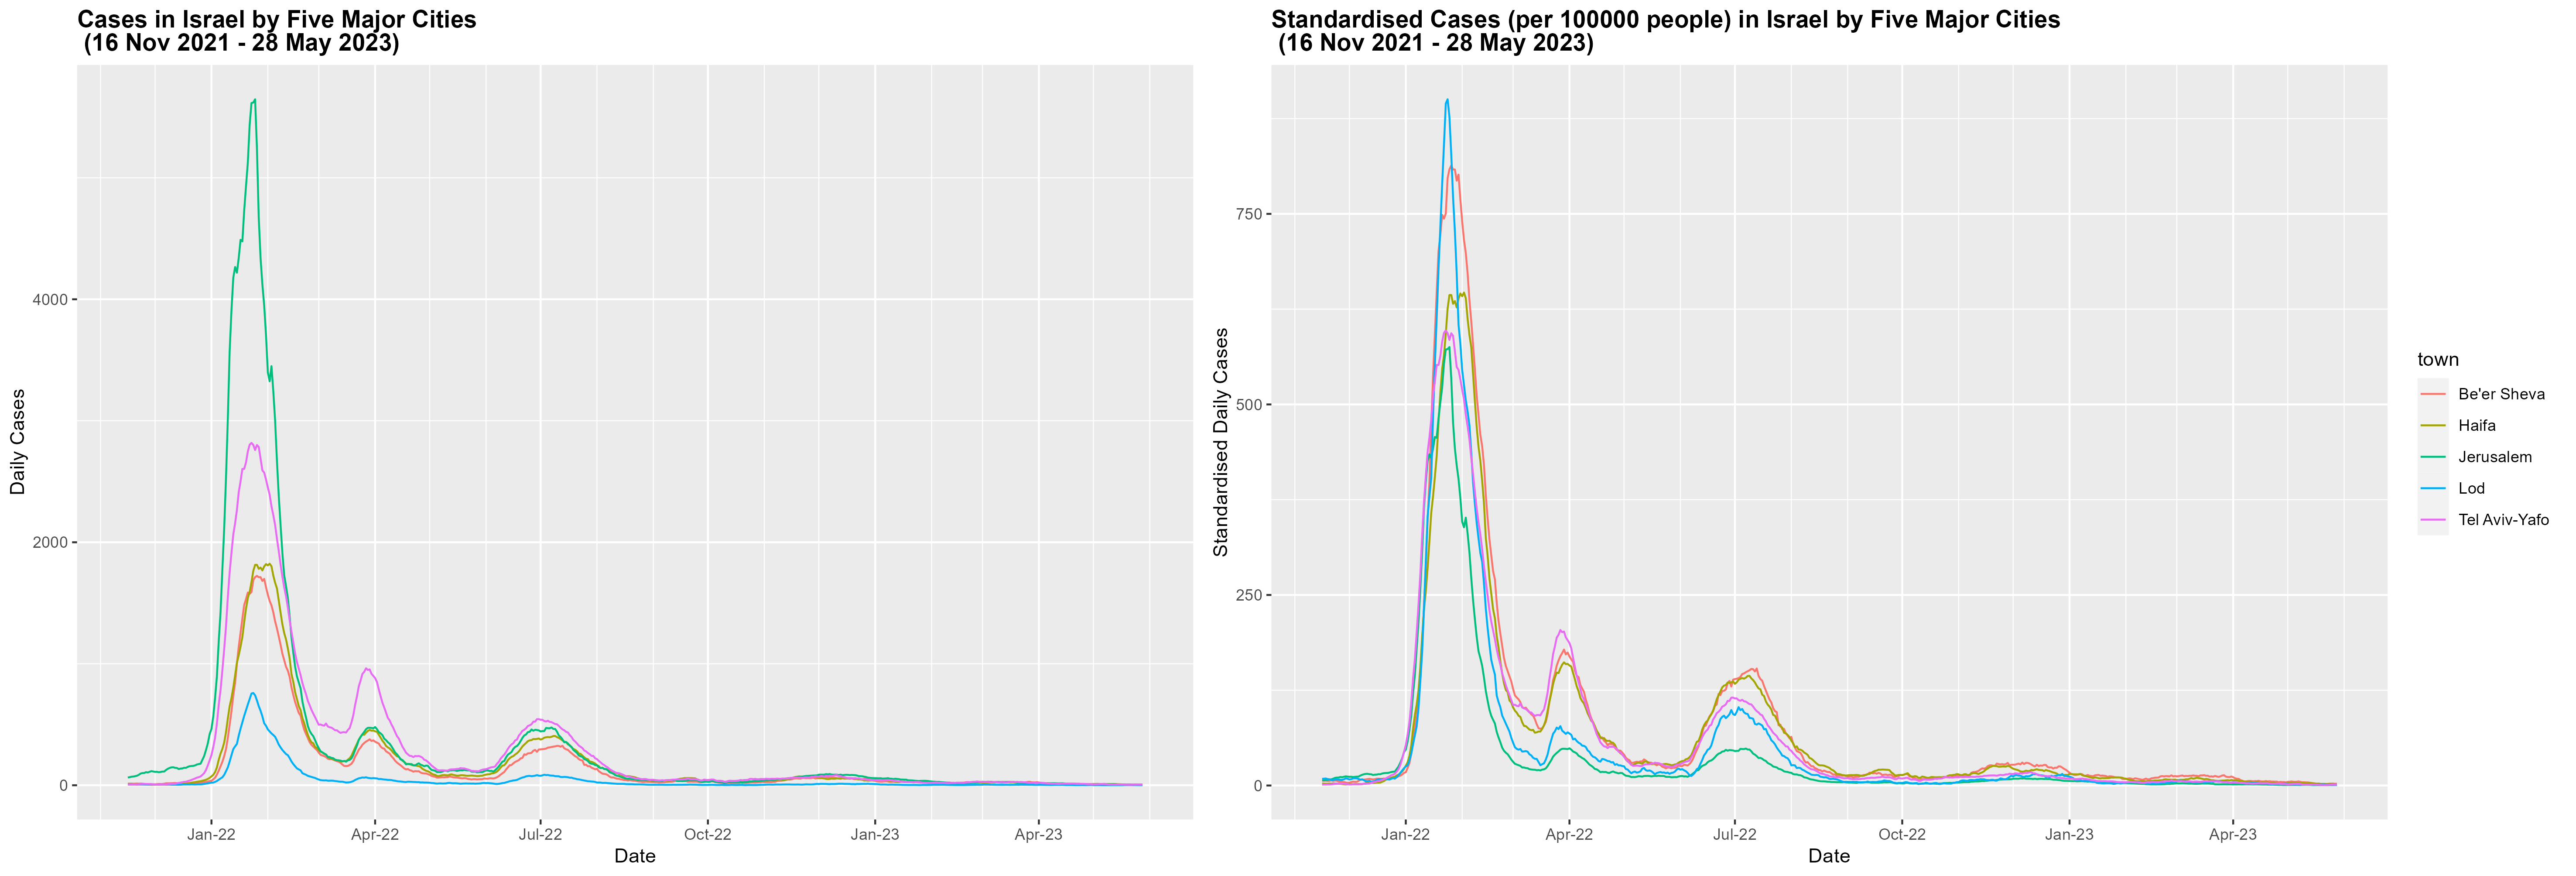 Cases in Israel by Five Major Cities
(16 Nov 2021 - 28 May 2023)
Daily Cases
4000
2000
0
Jan-22
Apr-22
Jul-22
Oct-22
Jan-23
Apr-23
Date
Standardised Cases (per 100000 people) in Israel by Five Major Cities
(16 Nov 2021 - 28 May 2023)
Standardised Daily Cases
750
500
250
0
Jan-22
Apr-22
Jul-22
Oct-22
Jan-23
Apr-23
Date
town
Be'er Sheva
Haifa
Jerusalem
Lod
Tel Aviv-Yafo